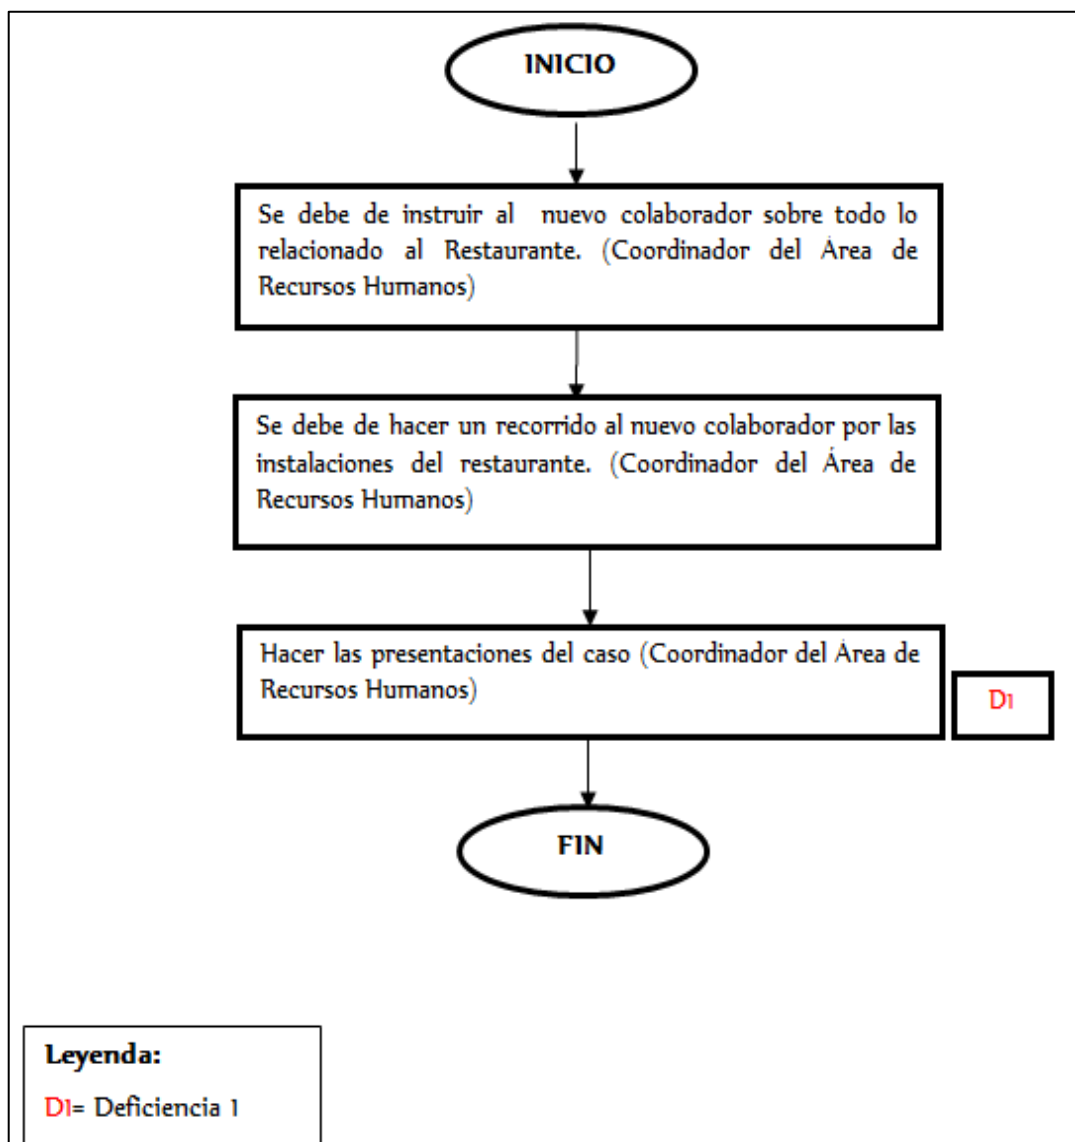 INICIO
Se debe de instruir al nuevo colaborador sobre todo lo
relacionado al Restaurante. (Coordinador del Área de
Recursos Humanos)
Se debe de hacer un recorrido al nuevo colaborador por las
instalaciones del restaurante. (Coordinador del Área de
Recursos Humanos)
Hacer las presentaciones del caso (Coordinador del Área de
Recursos Humanos)
D1
FIN
Leyenda:
D1= Deficiencia 1